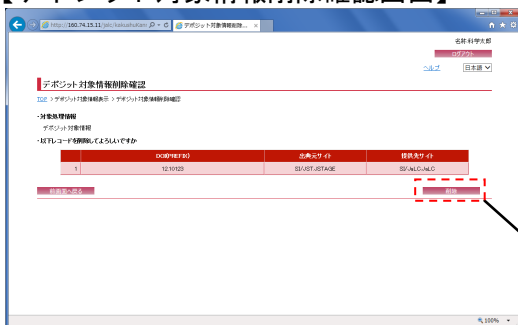 【デポジット対象情報削除確認画面】
http://160.74.15.11/jalc/kokushutsu
デポジット対象情報削除...
名前:科学太郎
ログアウト
ヘルプ
日本語
デポジット対象情報削除確認
TOP > デポジット対象情報表示 > デポジット対象情報削除確認
・対象処理情報
デポジット対象情報
・以下レコードを削除してよろしいですか
DOI(PREFIX) 出典元サイト 提供先サイト
1 12.10123 SI/JST.JSTAGE SI/JaLC.JaLC
前画面へ戻る 削除
100%